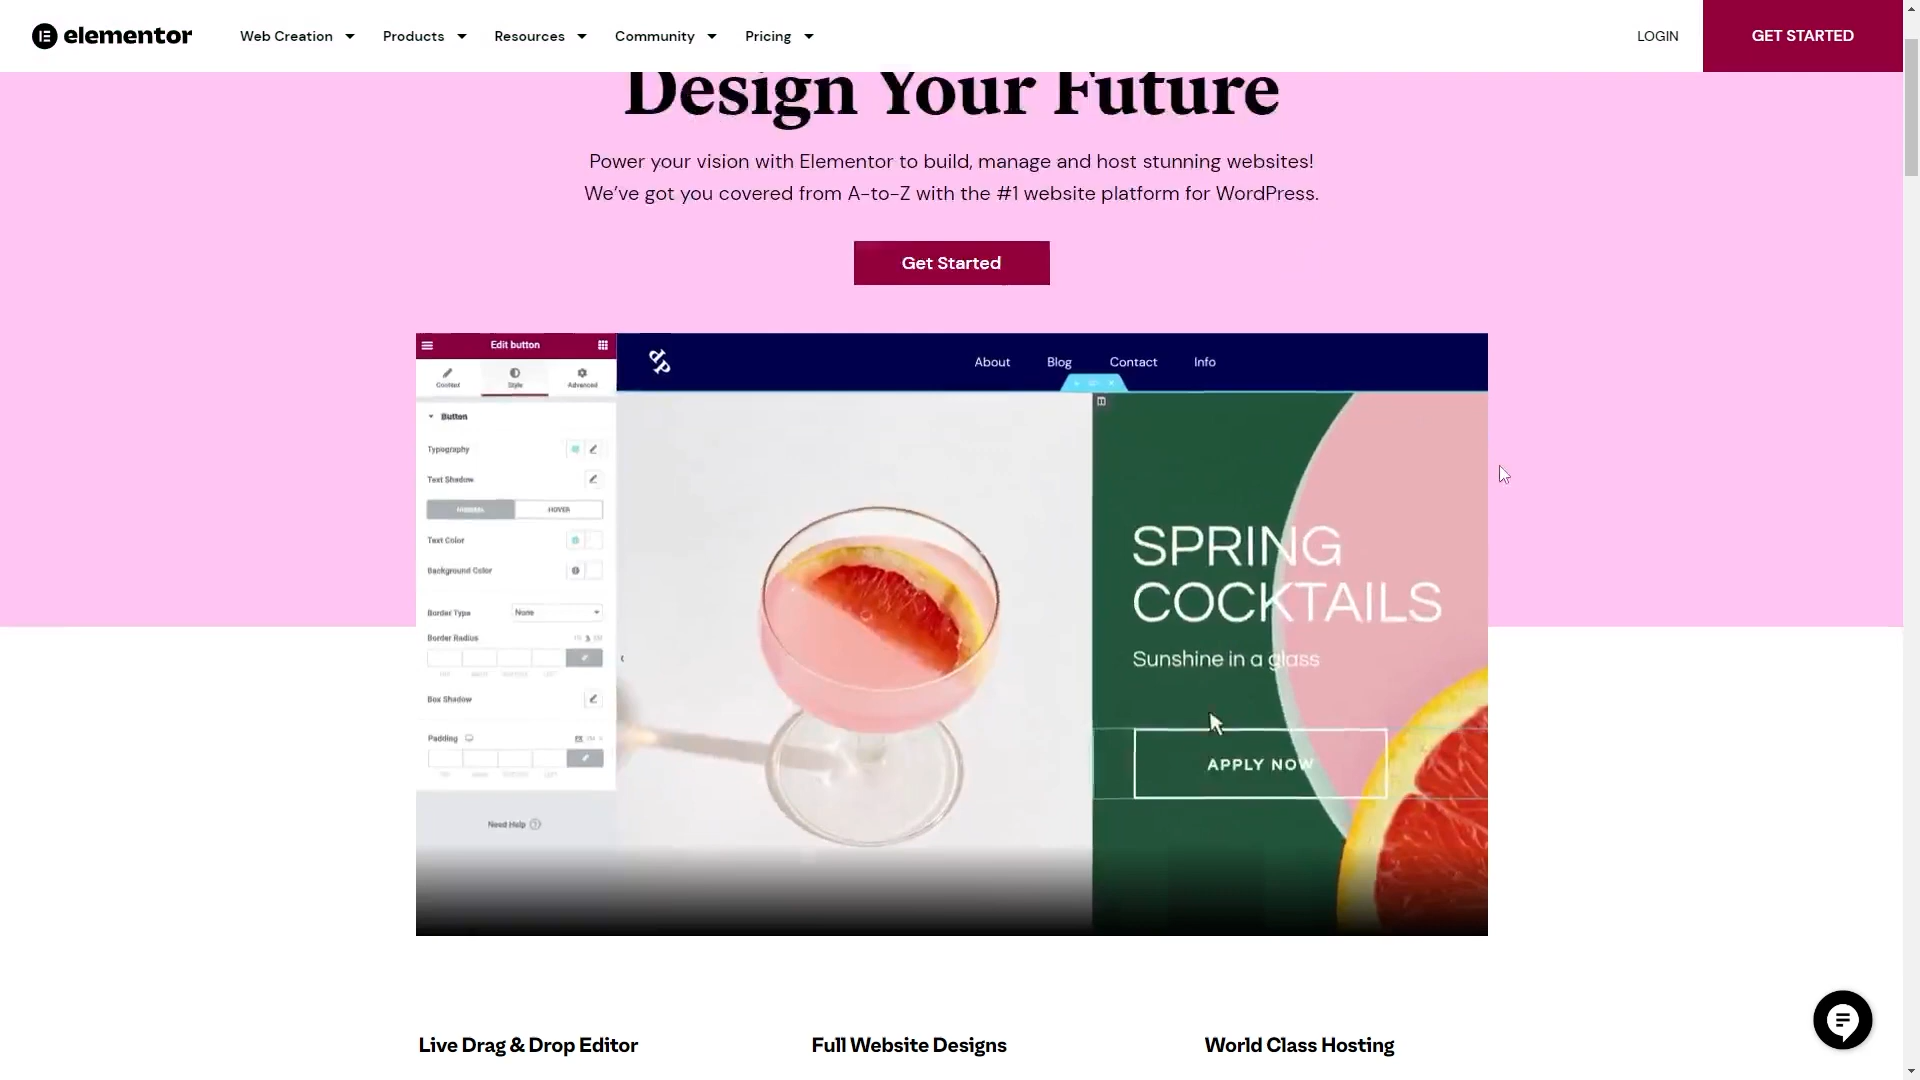 elementor
Web Creation
Products
Resources
Community
Pricing
LOGIN
GET STARTED
Design Your Future
Power your vision with Elementor to build, manage and host stunning websites!
We’ve got you covered from A-to-Z with the #1 website platform for WordPress.
Get Started
Edit button
Content
Style
Advanced
Button
Typography
Text Shadow
NORMAL
HOVER
Text Color
Background Color
Border Type
None
Border Radius
Box Shadow
Padding
Need Help
About
Blog
Contact
Info
SPRING
COCKTAILS
Sunshine in a glass
APPLY NOW
Live Drag & Drop Editor
Full Website Designs
World Class Hosting